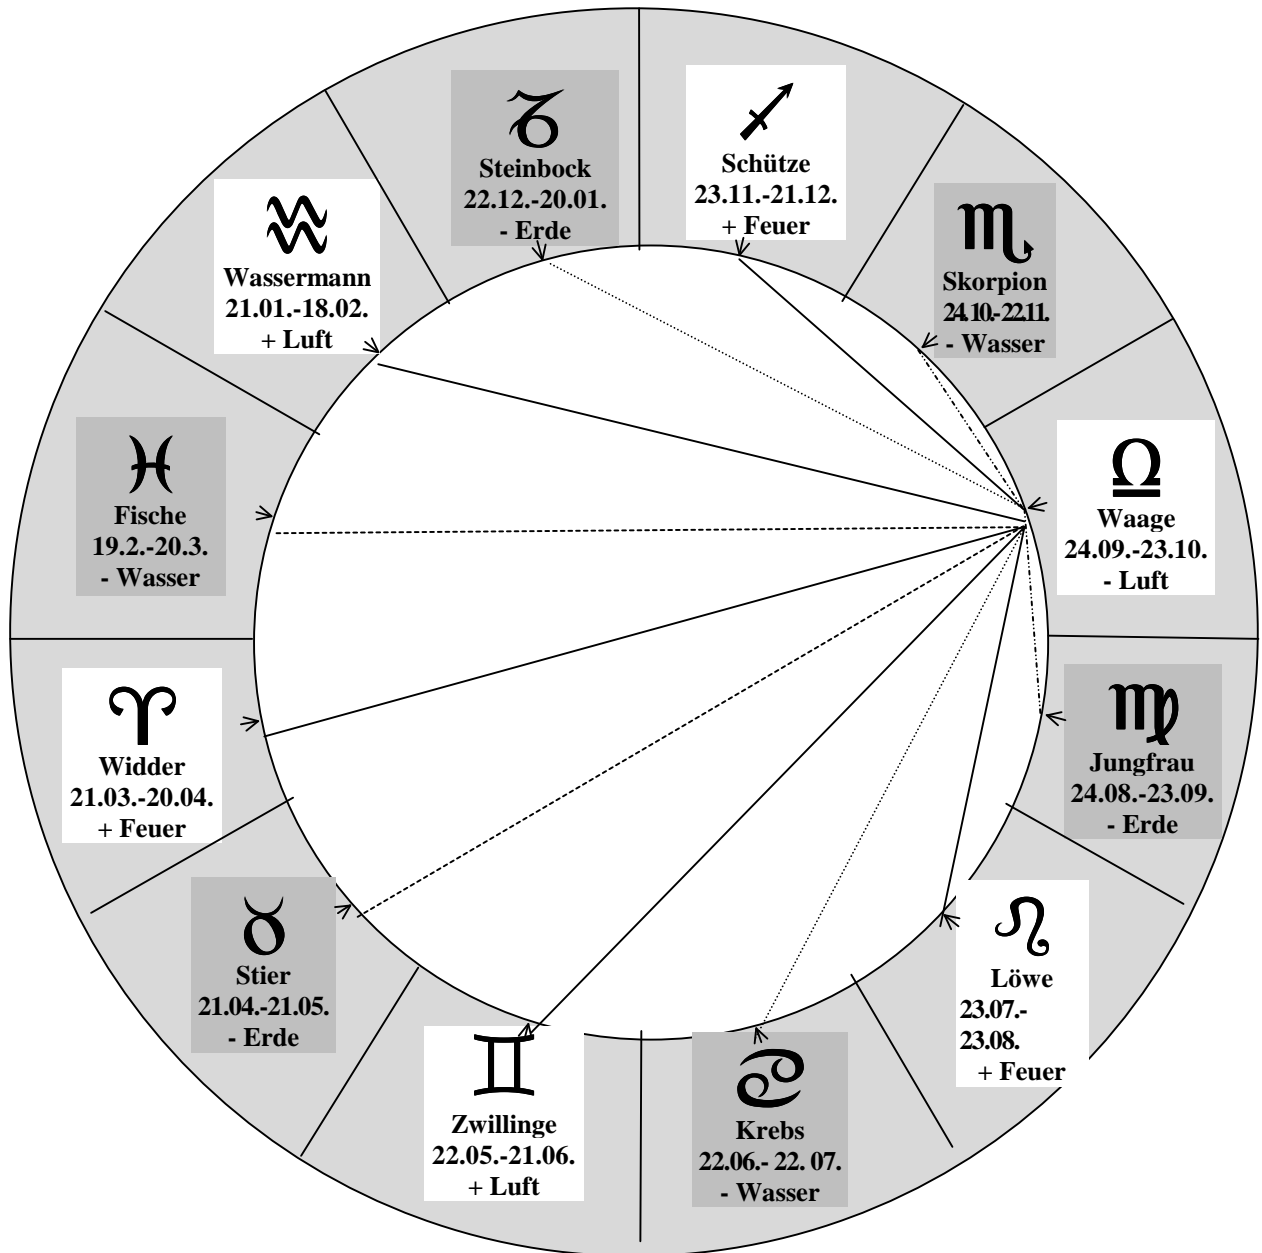 ♑
Steinbock
22.12.-20.01.
- Erde
♐
Schütze
23.11.-21.12.
+ Feuer
♒
Wassermann
21.01.-18.02.
+ Luft
♏
Skorpion
24.10.-22.11.
- Wasser
♓
Fische
19.2.-20.3.
- Wasser
♎
Waage
24.09.-23.10.
- Luft
♈
Widder
21.03.-20.04.
+ Feuer
♍
Jungfrau
24.08.-23.09.
- Erde
♉
Stier
21.04.-21.05.
- Erde
♌
Löwe
23.07.-
23.08.
+ Feuer
♊
Zwillinge
22.05.-21.06.
+ Luft
♋
Krebs
22.06.- 22. 07.
- Wasser